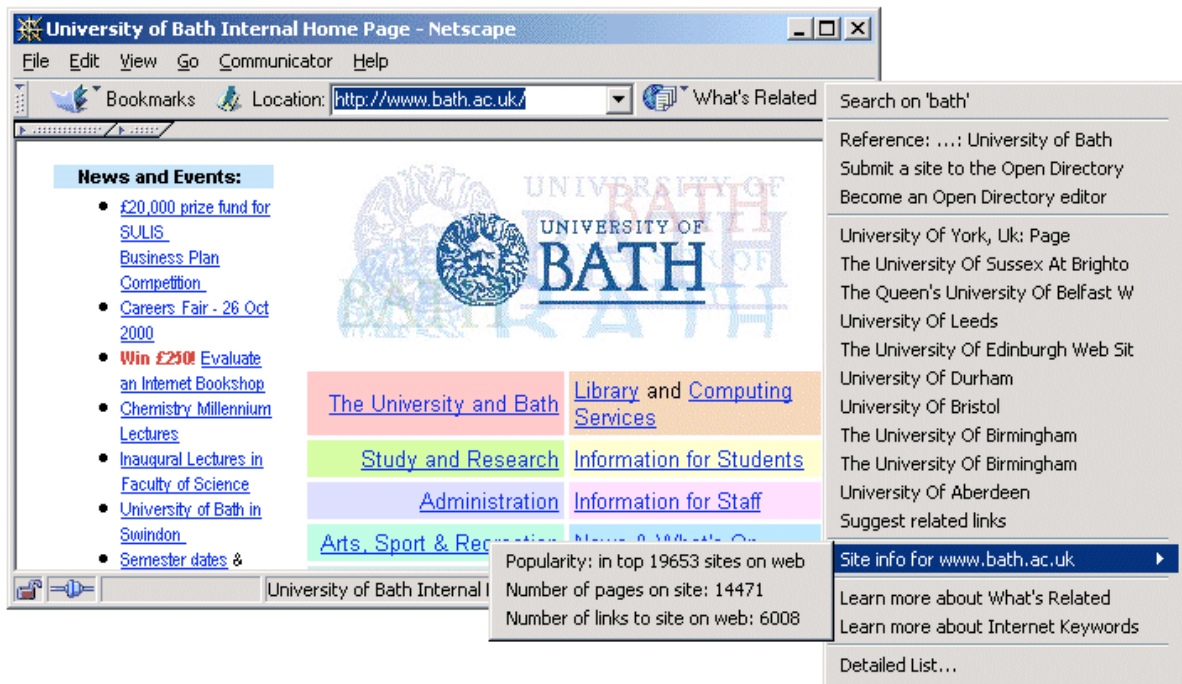 University of Bath Internal Home Page - Netscape
File Edit View Go Communicator Help
Bookmarks Location: http://www.bath.ac.uk/ What's Related
News and Events:
£20,000 prize fund for
SULIS
Business Plan
Competition
Careers Fair - 26 Oct
2000
Win £250! Evaluate
an Internet Bookshop
Chemistry Millennium
Lectures
Inaugural Lectures in
Faculty of Science
University of Bath in
Swindon
Semester dates &
UNIVERSITY OF
BATH
UNIVERSITY OF
BATH
BATH
BATH
The University and Bath
Library and Computing
Services
Study and Research
Information for Students
Administration
Information for Staff
Arts, Sport & Recreation
News & What's On
University of Bath Internal
Search on 'bath'
Reference: ...: University of Bath
Submit a site to the Open Directory
Become an Open Directory editor
University Of York, Uk: Page
The University Of Sussex At Brighto
The Queen's University Of Belfast W
University Of Leeds
The University Of Edinburgh Web Sit
University Of Durham
University Of Bristol
The University Of Birmingham
The University Of Birmingham
University Of Aberdeen
Suggest related links
Site info for www.bath.ac.uk
Popularity: in top 19653 sites on web
Number of pages on site: 14471
Number of links to site on web: 6008
Learn more about What's Related
Learn more about Internet Keywords
Detailed List...